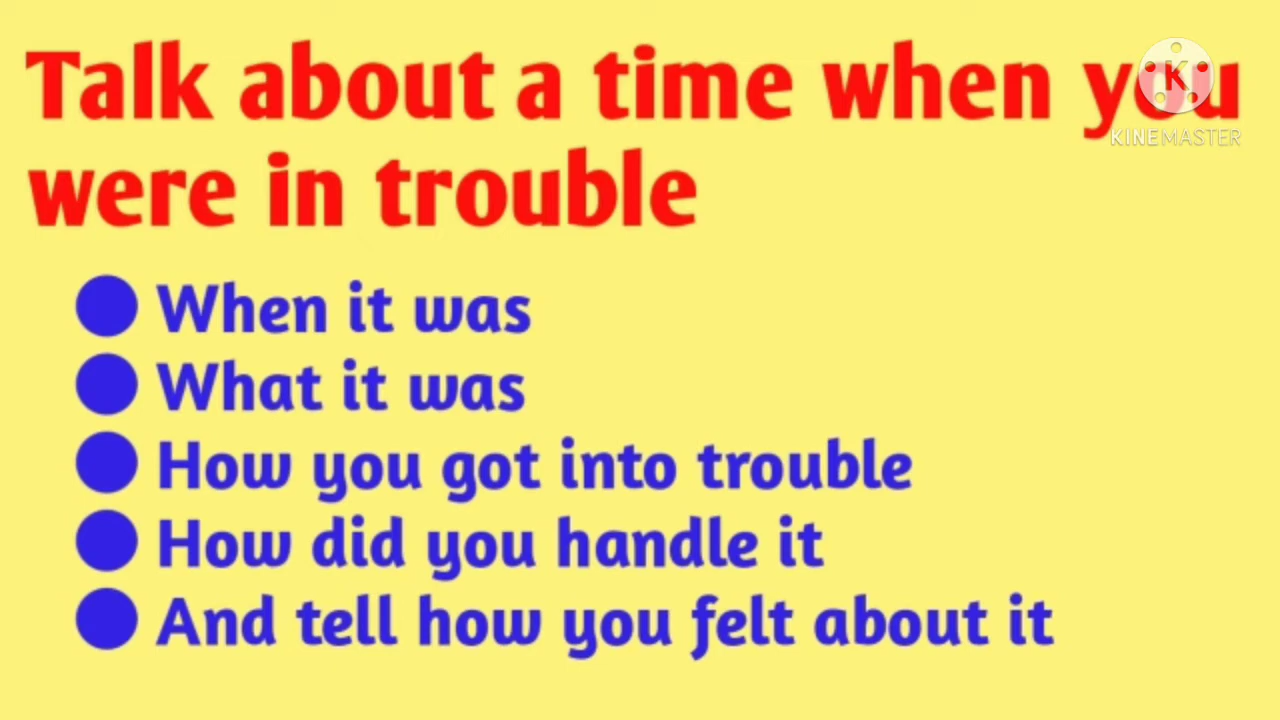 Talk about a time when you
K
KINEMASTER
were in trouble
When it was
What it was
How you got into trouble
How did you handle it
And tell how you felt about it